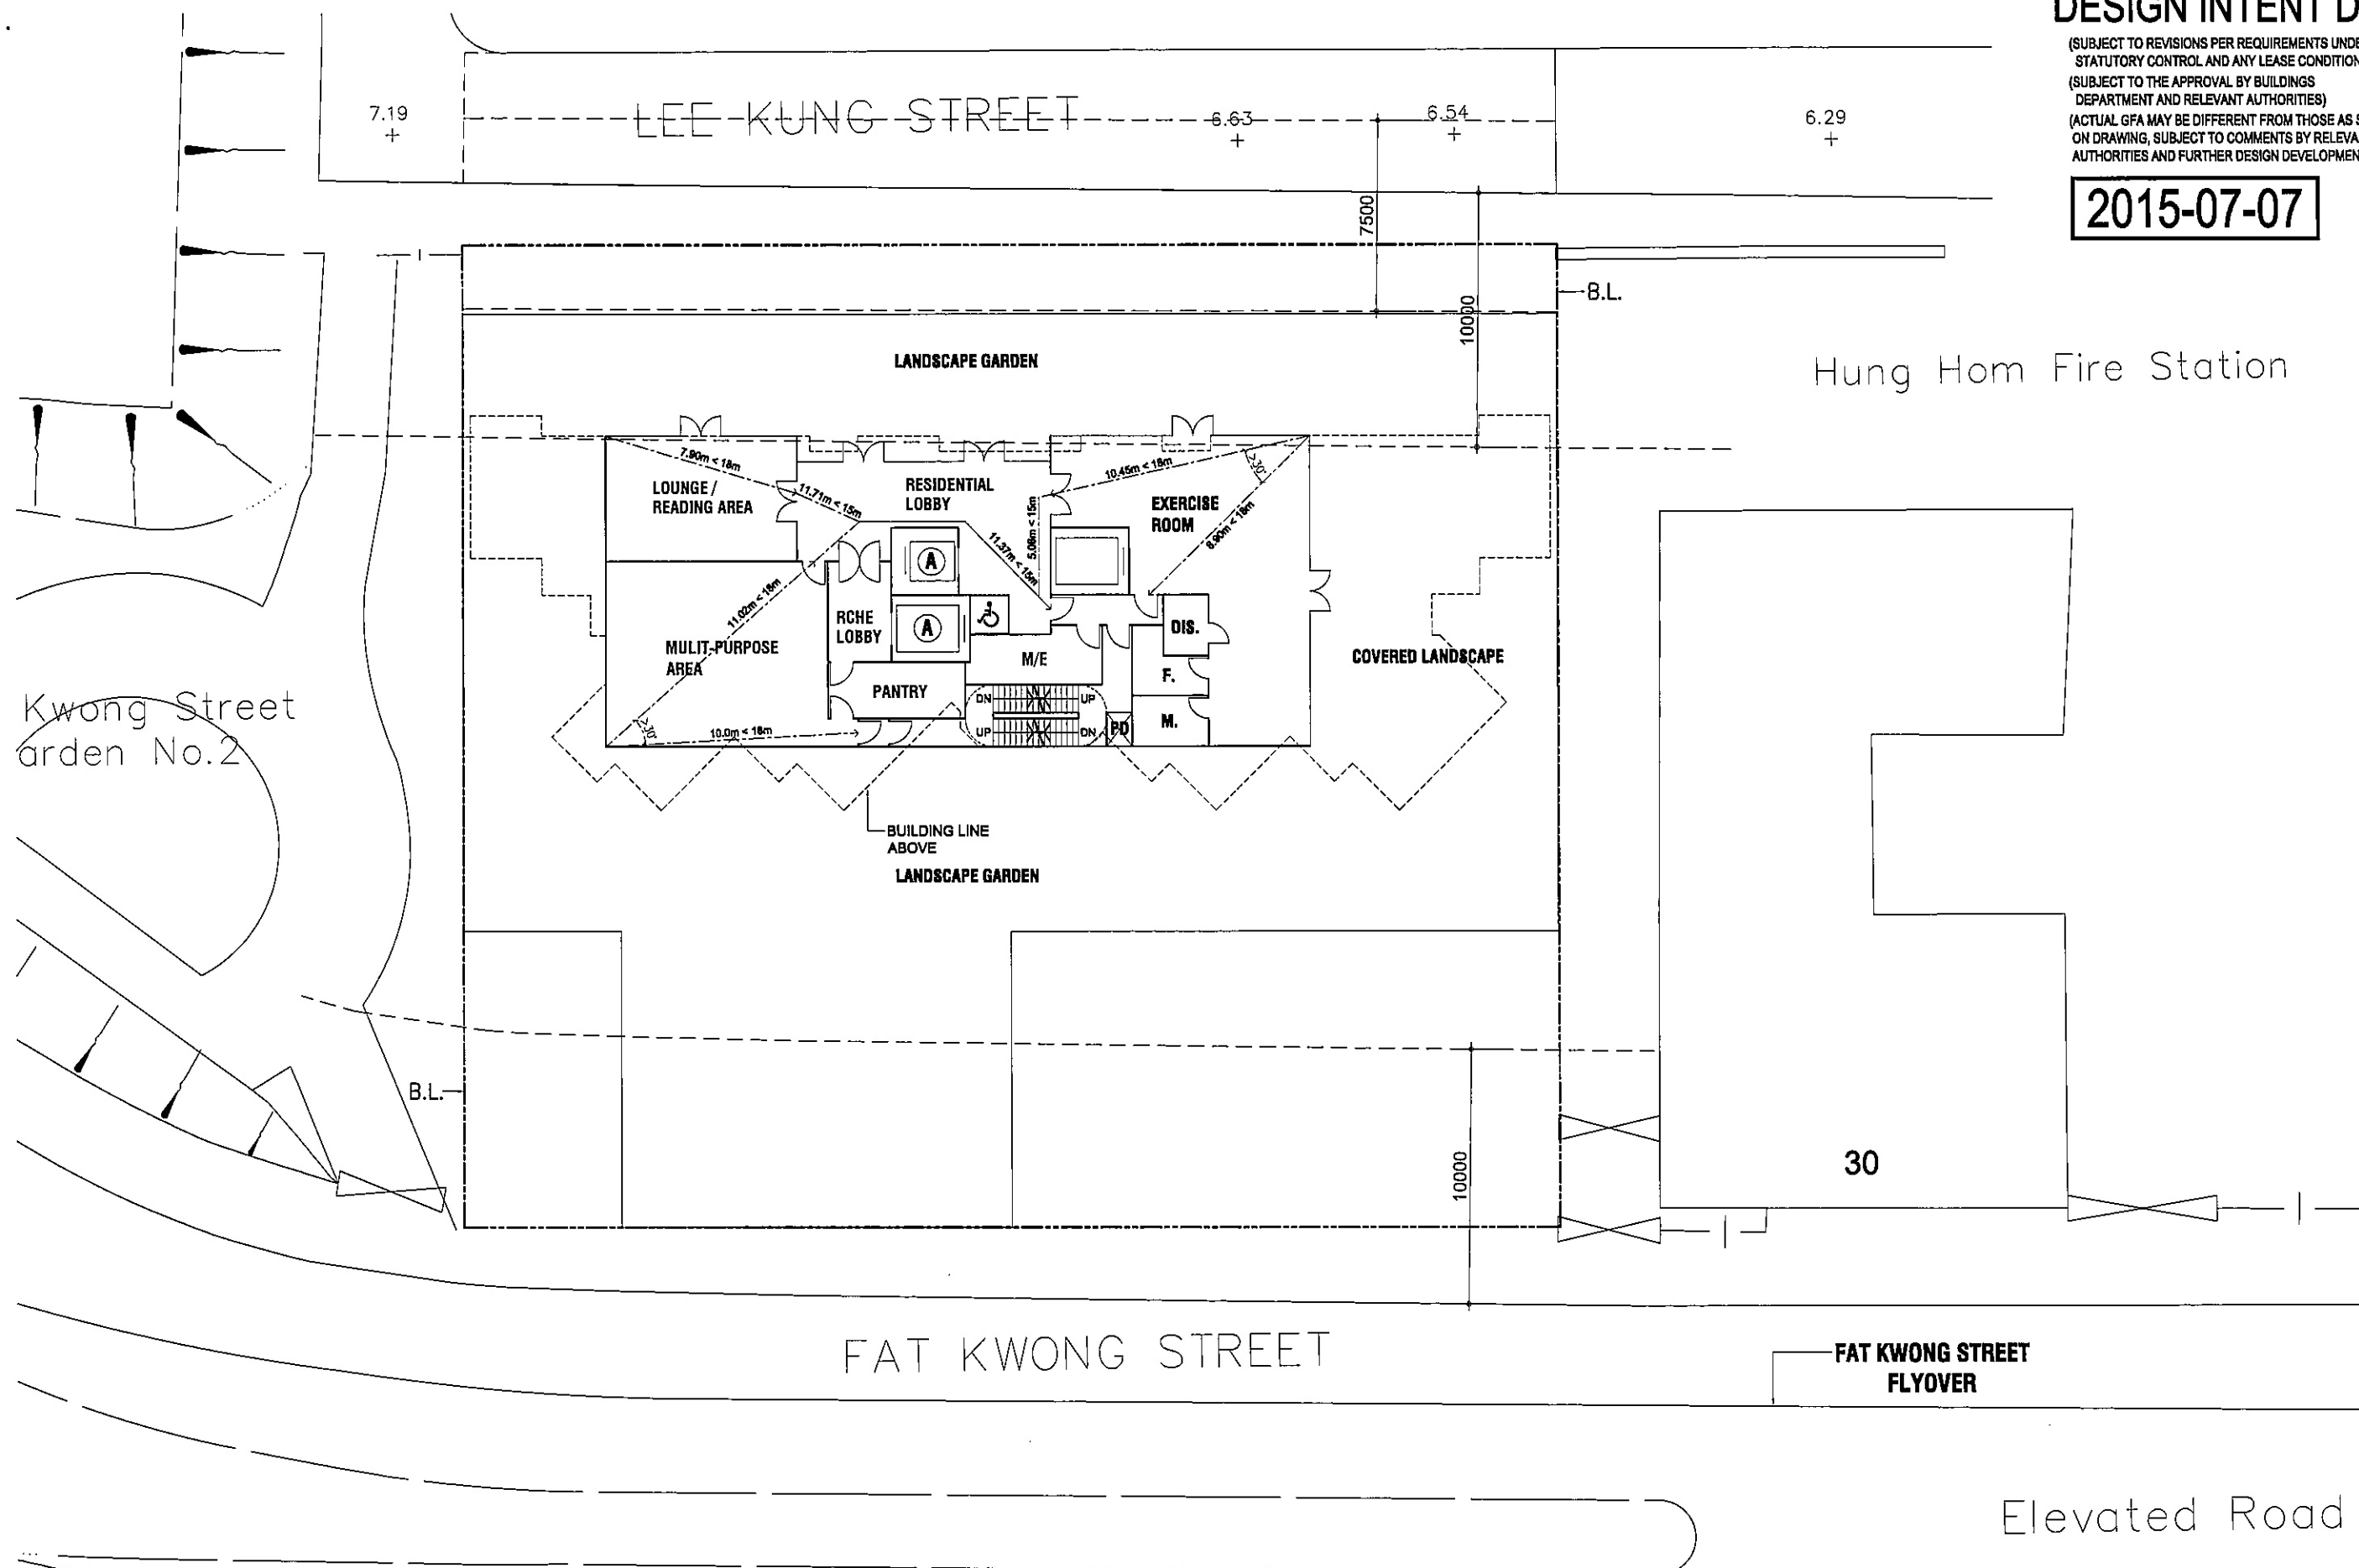 DESIGN INTENT D
(SUBJECT TO REVISIONS PER REQUIREMENTS UNDE
STATUTORY CONTROL AND ANY LEASE CONDITION
(SUBJECT TO THE APPROVAL BY BUILDINGS
DEPARTMENT AND RELEVANT AUTHORITIES)
(ACTUAL GFA MAY BE DIFFERENT FROM THOSE AS S
ON DRAWING, SUBJECT TO COMMENTS BY RELEVA
AUTHORITIES AND FURTHER DESIGN DEVELOPMEN
2015-07-07
7.19
LEE KUNG STREET
6.63
6.54
6.29
7500
10000
B.L.
LANDSCAPE GARDEN
Hung Hom Fire Station
7.90m < 18m
11.71m < 15m
LOUNGE /
READING AREA
RESIDENTIAL
LOBBY
10.45m < 18m
>30°
EXERCISE
ROOM
5.06m < 15m
11.37m < 15m
8.90m < 18m
A
11.02m < 18m
RCHE
LOBBY
A
DIS.
MULIT-PURPOSE
AREA
M/E
COVERED LANDSCAPE
F.
PANTRY
DN
UP
UP
DN
PD
M.
>30°
10.0m < 18m
Kwong Street
arden No.2
BUILDING LINE
ABOVE
LANDSCAPE GARDEN
B.L.
10000
30
FAT KWONG STREET
FAT KWONG STREET
FLYOVER
Elevated Road